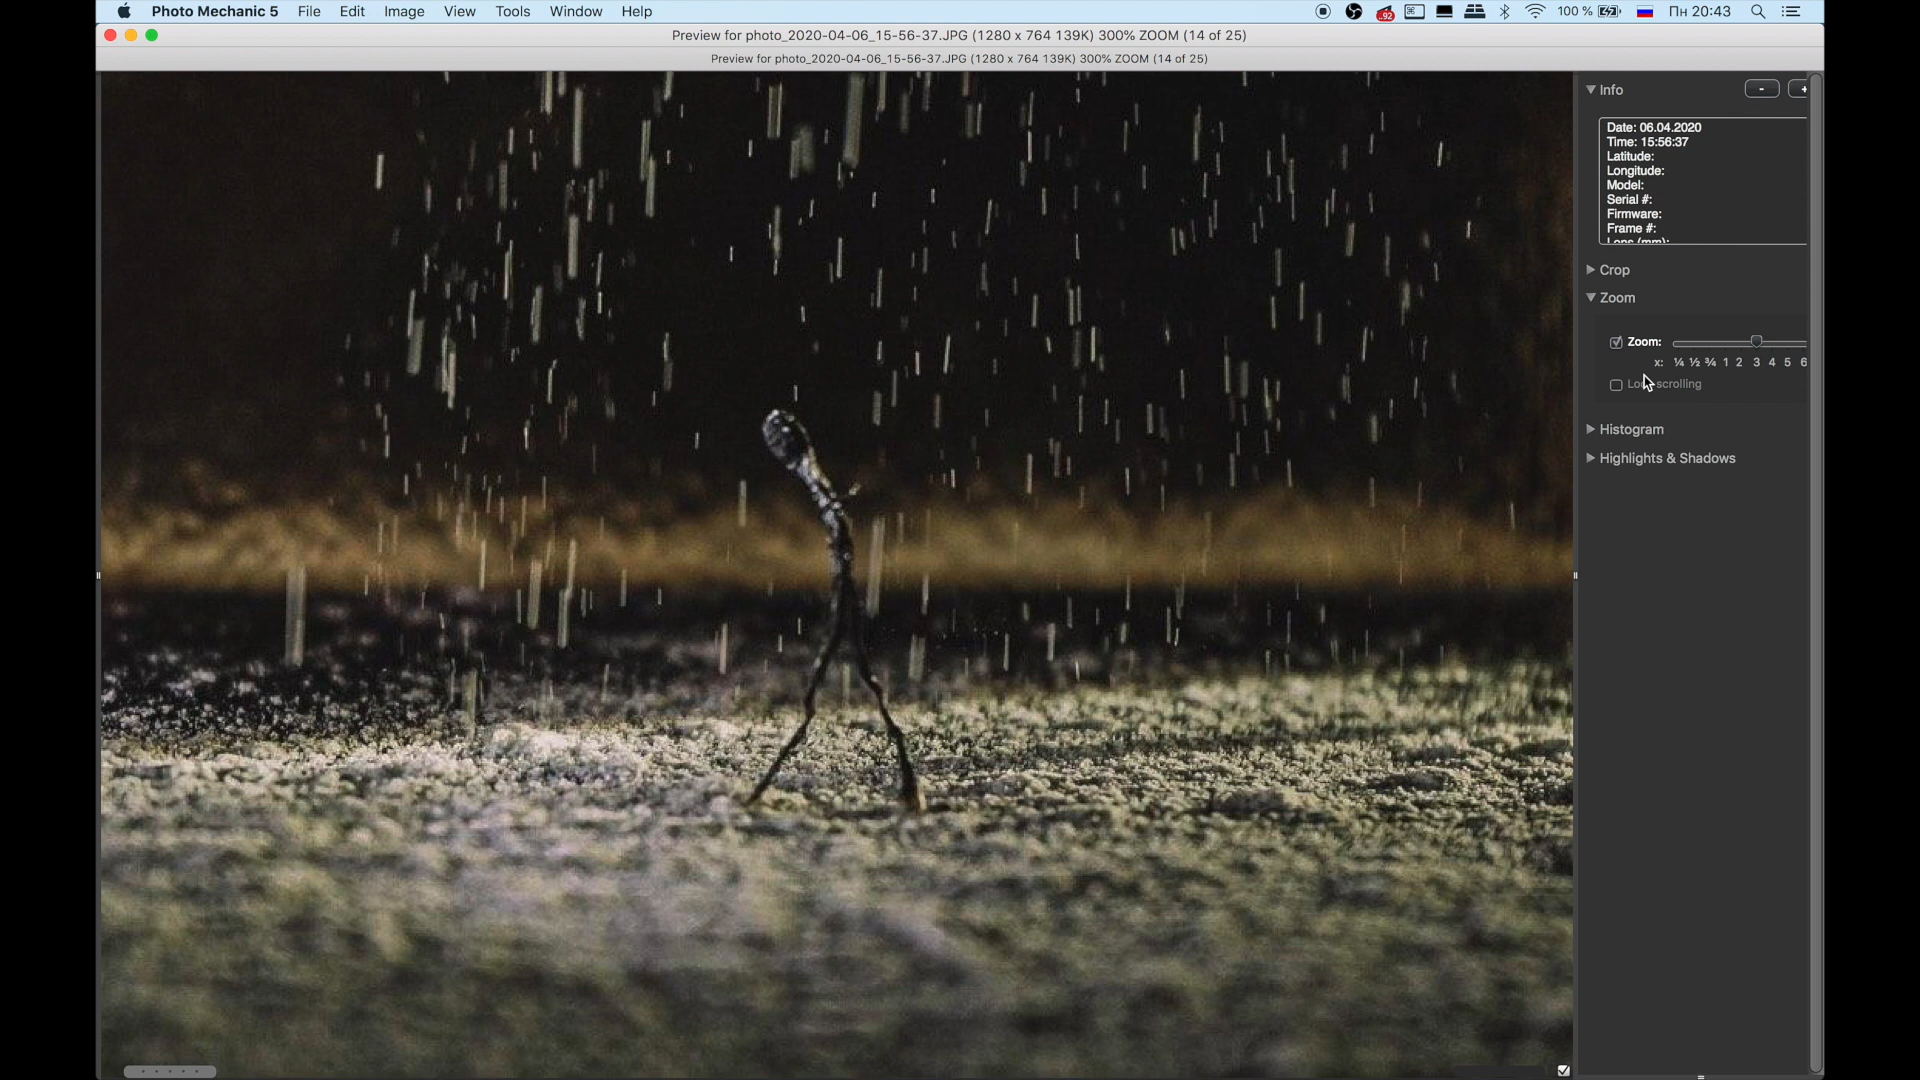 Photo Mechanic 5 File Edit Image View Tools Window Help ..92 100 % Пн 20:43
Preview for photo_2020-04-06_15-56-37.JPG (1280 x 764 139K) 300% ZOOM (14 of 25)
Preview for photo_2020-04-06_15-56-37.JPG (1280 x 764 139K) 300% ZOOM (14 of 25)
Info - +
Date: 06.04.2020
Time: 15:56:37
Latitude:
Longitude:
Model:
Serial #:
Firmware:
Frame #:
Lens (mm):
Crop
Zoom
Zoom:
x: ¼ ½ ¾ 1 2 3 4 5 6
scrolling
Histogram
Highlights & Shadows